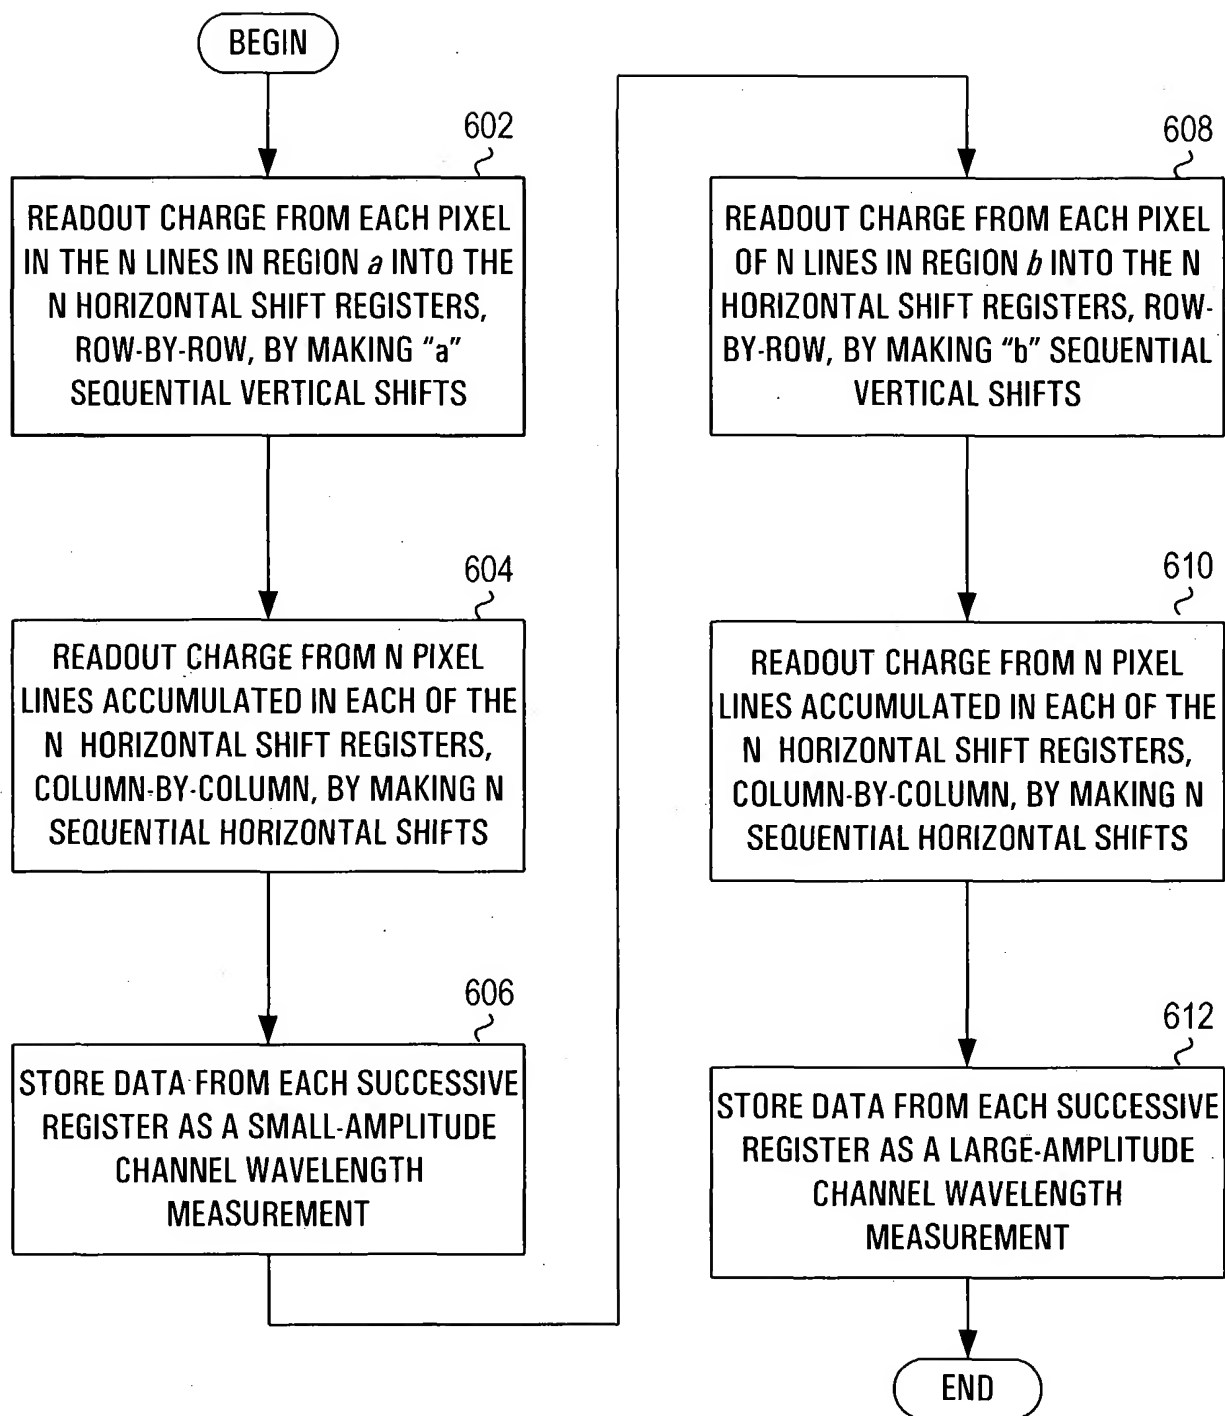 BEGIN
602
READOUT CHARGE FROM EACH PIXEL
IN THE N LINES IN REGION a INTO THE
N HORIZONTAL SHIFT REGISTERS,
ROW-BY-ROW, BY MAKING “a”
SEQUENTIAL VERTICAL SHIFTS
604
READOUT CHARGE FROM N PIXEL
LINES ACCUMULATED IN EACH OF THE
N HORIZONTAL SHIFT REGISTERS,
COLUMN-BY-COLUMN, BY MAKING N
SEQUENTIAL HORIZONTAL SHIFTS
606
STORE DATA FROM EACH SUCCESSIVE
REGISTER AS A SMALL-AMPLITUDE
CHANNEL WAVELENGTH
MEASUREMENT
608
READOUT CHARGE FROM EACH PIXEL
OF N LINES IN REGION b INTO THE N
HORIZONTAL SHIFT REGISTERS, ROW-
BY-ROW, BY MAKING “b” SEQUENTIAL
VERTICAL SHIFTS
610
READOUT CHARGE FROM N PIXEL
LINES ACCUMULATED IN EACH OF THE
N HORIZONTAL SHIFT REGISTERS,
COLUMN-BY-COLUMN, BY MAKING N
SEQUENTIAL HORIZONTAL SHIFTS
612
STORE DATA FROM EACH SUCCESSIVE
REGISTER AS A LARGE-AMPLITUDE
CHANNEL WAVELENGTH
MEASUREMENT
END